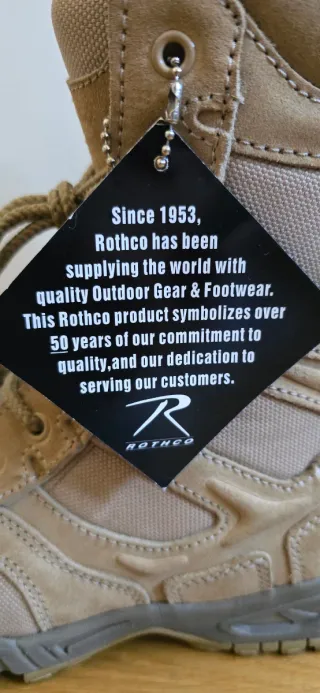 Since 1953,
Rothco has been
supplying the world with
quality Outdoor Gear & Footwear.
This Rothco product symbolizes over
50 years of our commitment to
quality,and our dedication to
serving our customers.
R
ROTHCO